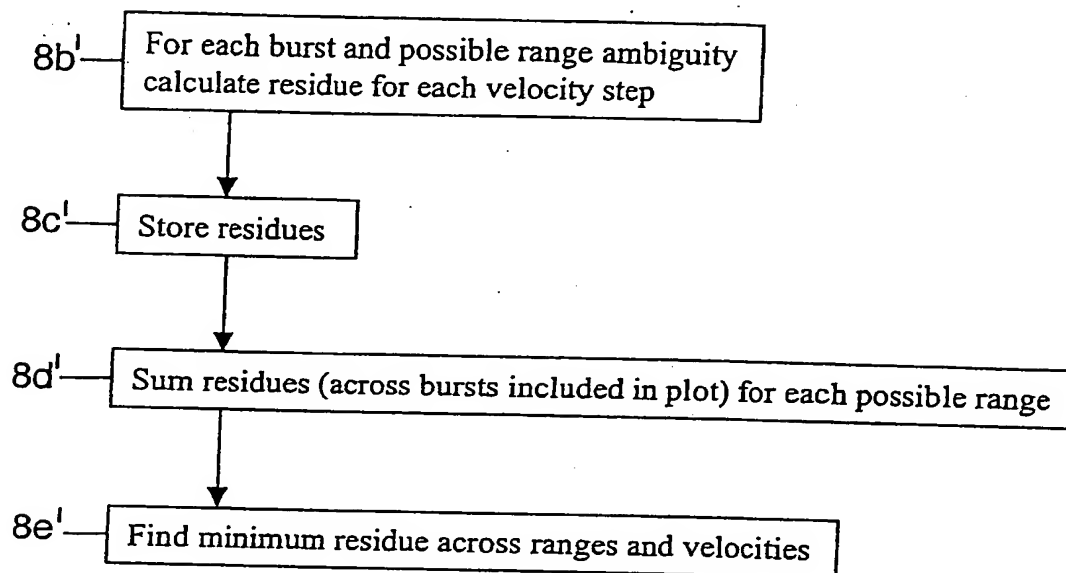 8b'
For each burst and possible range ambiguity
calculate residue for each velocity step
8c'
Store residues
8d'
Sum residues (across bursts included in plot) for each possible range
8e'
Find minimum residue across ranges and velocities